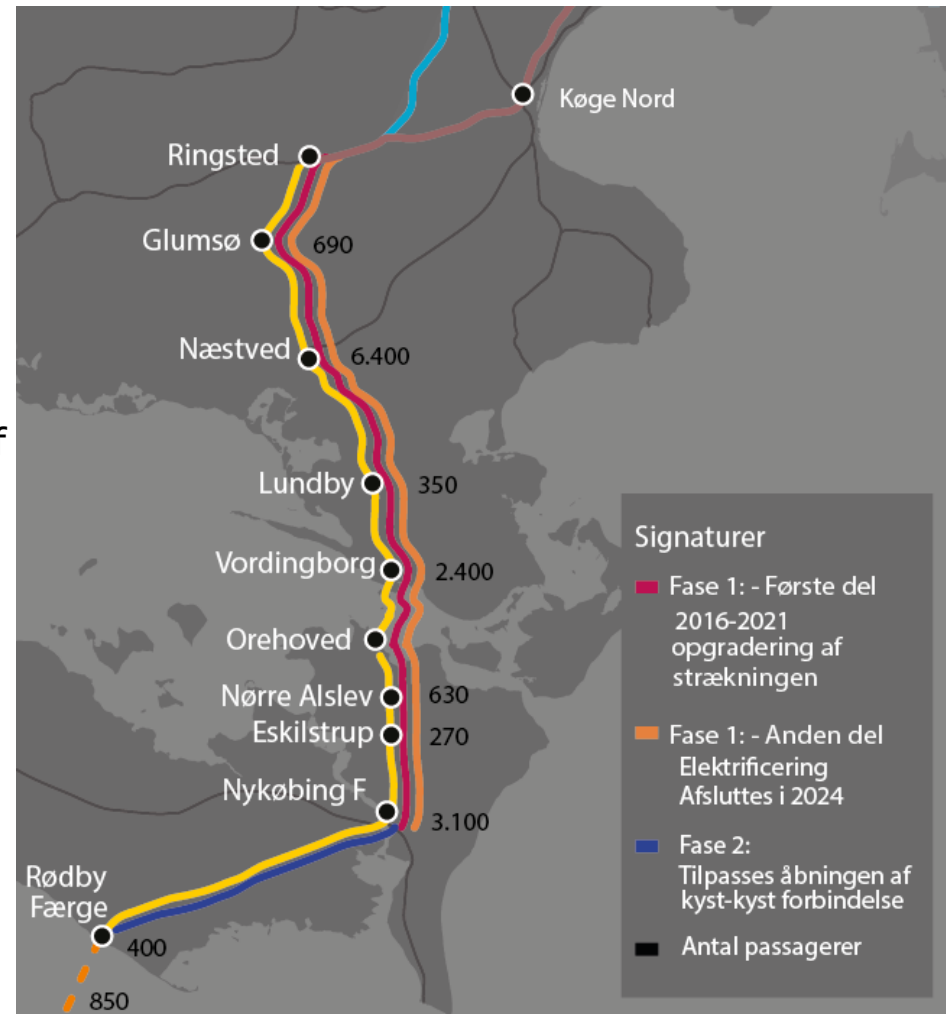 Køge Nord
Ringsted
Glumsø
690
Næstved
6.400
f
Lundby
350
Vordingborg
2.400
Orehoved
Nørre Alslev
630
Eskilstrup
270
Nykøbing F
3.100
Rødby
Færge
400
850
Signaturer
Fase 1: - Første del
2016-2021
opgradering af
strækningen
Fase 1: - Anden del
Elektrificering
Afsluttes i 2024
Fase 2:
Tilpasses åbningen af
kyst-kyst forbindelse
Antal passagerer